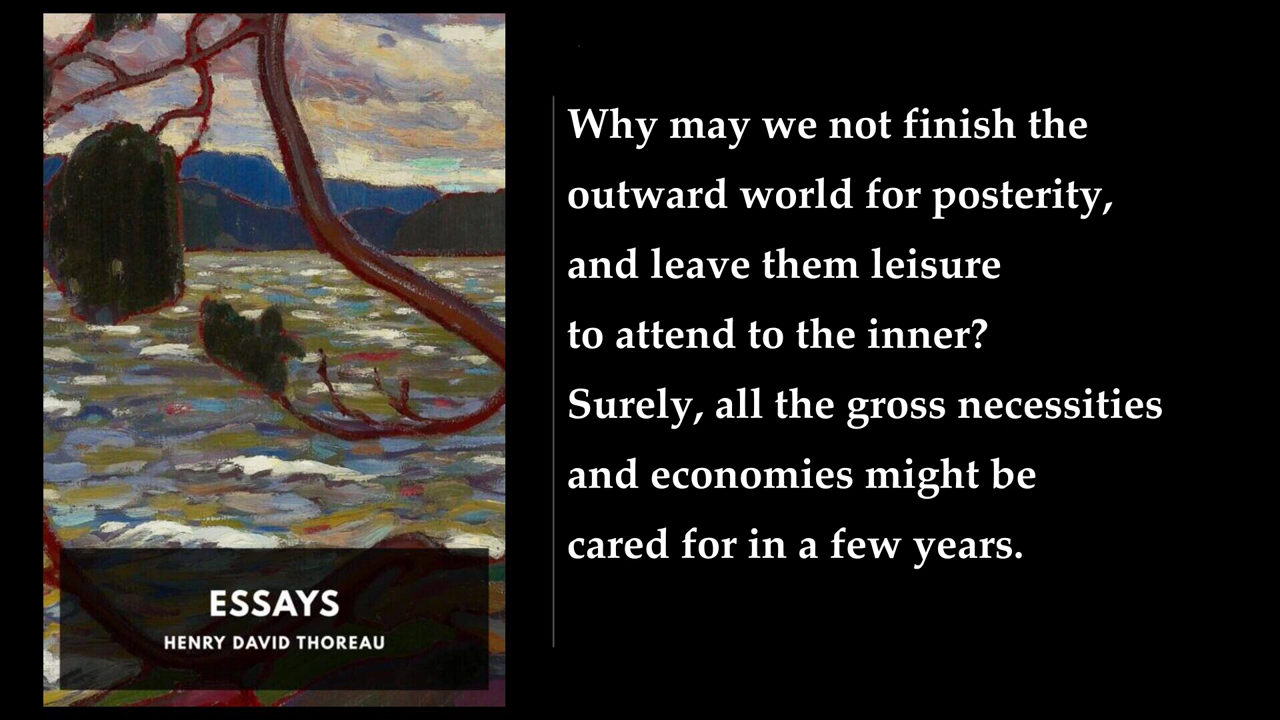 ESSAYS
HENRY DAVID THOREAU
Why may we not finish the
outward world for posterity,
and leave them leisure
to attend to the inner?
Surely, all the gross necessities
and economies might be
cared for in a few years.